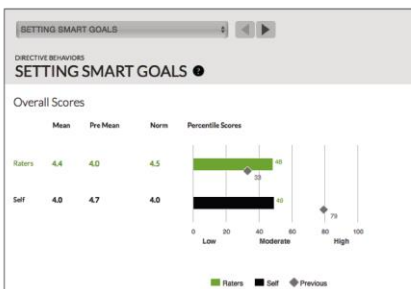 SETTING SMART GOALS
DIRECTIVE BEHAVIORS
SETTING SMART GOALS ?
Overall Scores
Mean Pre Mean Norm Percentile Scores
Raters 4.4 4.0 4.5 48
33
Self 4.0 4.7 4.0 49
79
0 20 40 60 80 100
Low Moderate High
Raters Self Previous